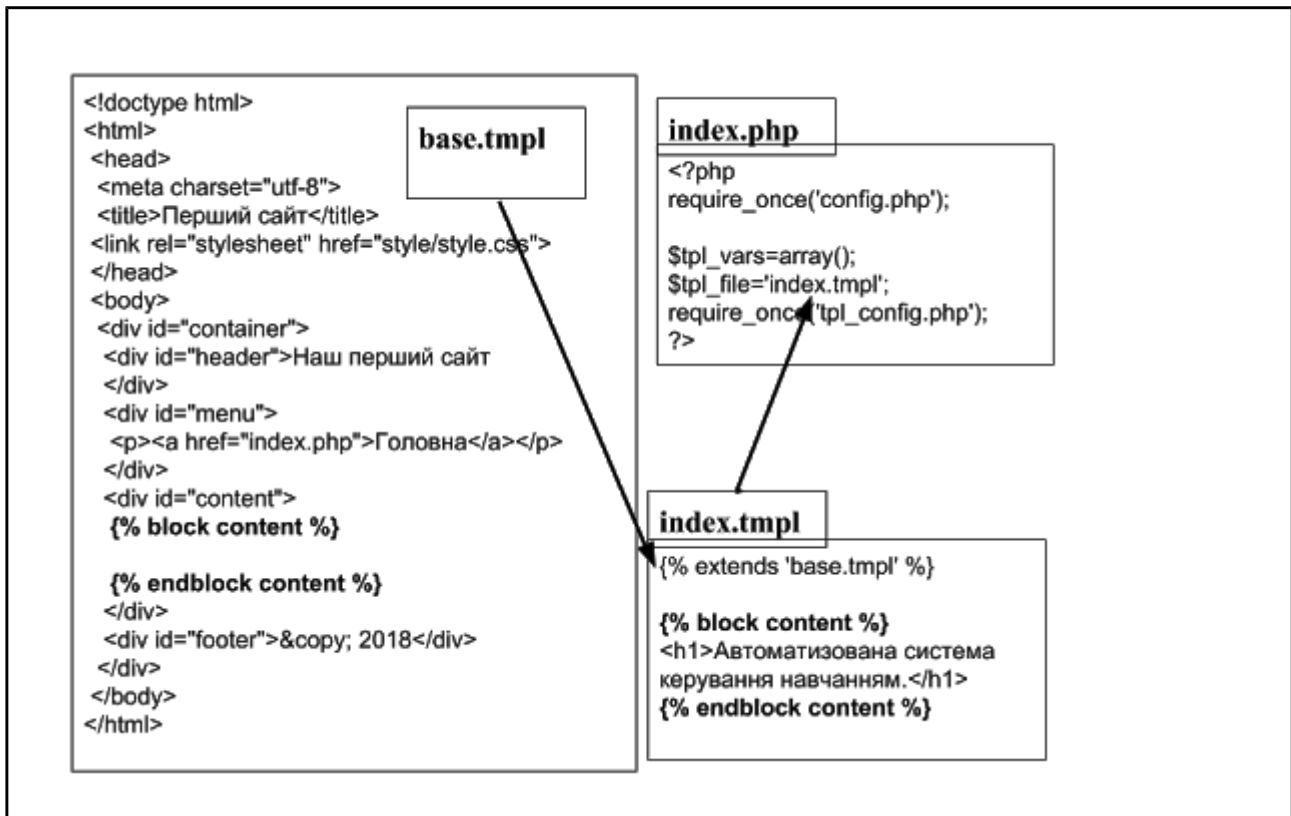 <!doctype html>
<html>
<head>
<meta charset="utf-8">
<title>Перший сайт</title>
<link rel="stylesheet" href="style/style.css">
</head>
<body>
<div id="container">
<div id="header">Наш перший сайт
</div>
<div id="menu">
<p><a href="index.php">Головна</a></p>
</div>
<div id="content">
{% block content %}
{% endblock content %}
</div>
<div id="footer">&copy; 2018</div>
</div>
</body>
</html>
base.tmpl
index.php
<?php
require_once('config.php');
$tpl_vars=array();
$tpl_file='index.tmpl';
require_once('tpl_config.php');
?>
index.tmpl
{% extends 'base.tmpl' %}
{% block content %}
<h1>Автоматизована система
керування навчанням.</h1>
{% endblock content %}